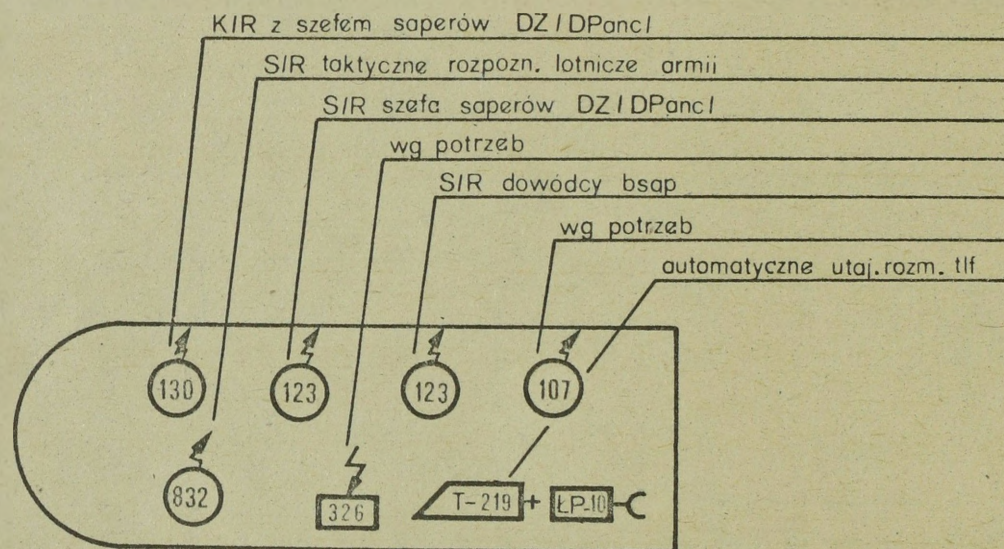 K/R z szefem saperów DZ/DPancl
S/R taktyczne rozpozn. lotnicze armii
S/R szefa saperów DZ/DPancl
wg potrzeb
S/R dowódcy bsap
wg potrzeb
automatyczne utaj.rozm. tlf
130 123 123 107
832 326 T-219 + ŁP-10